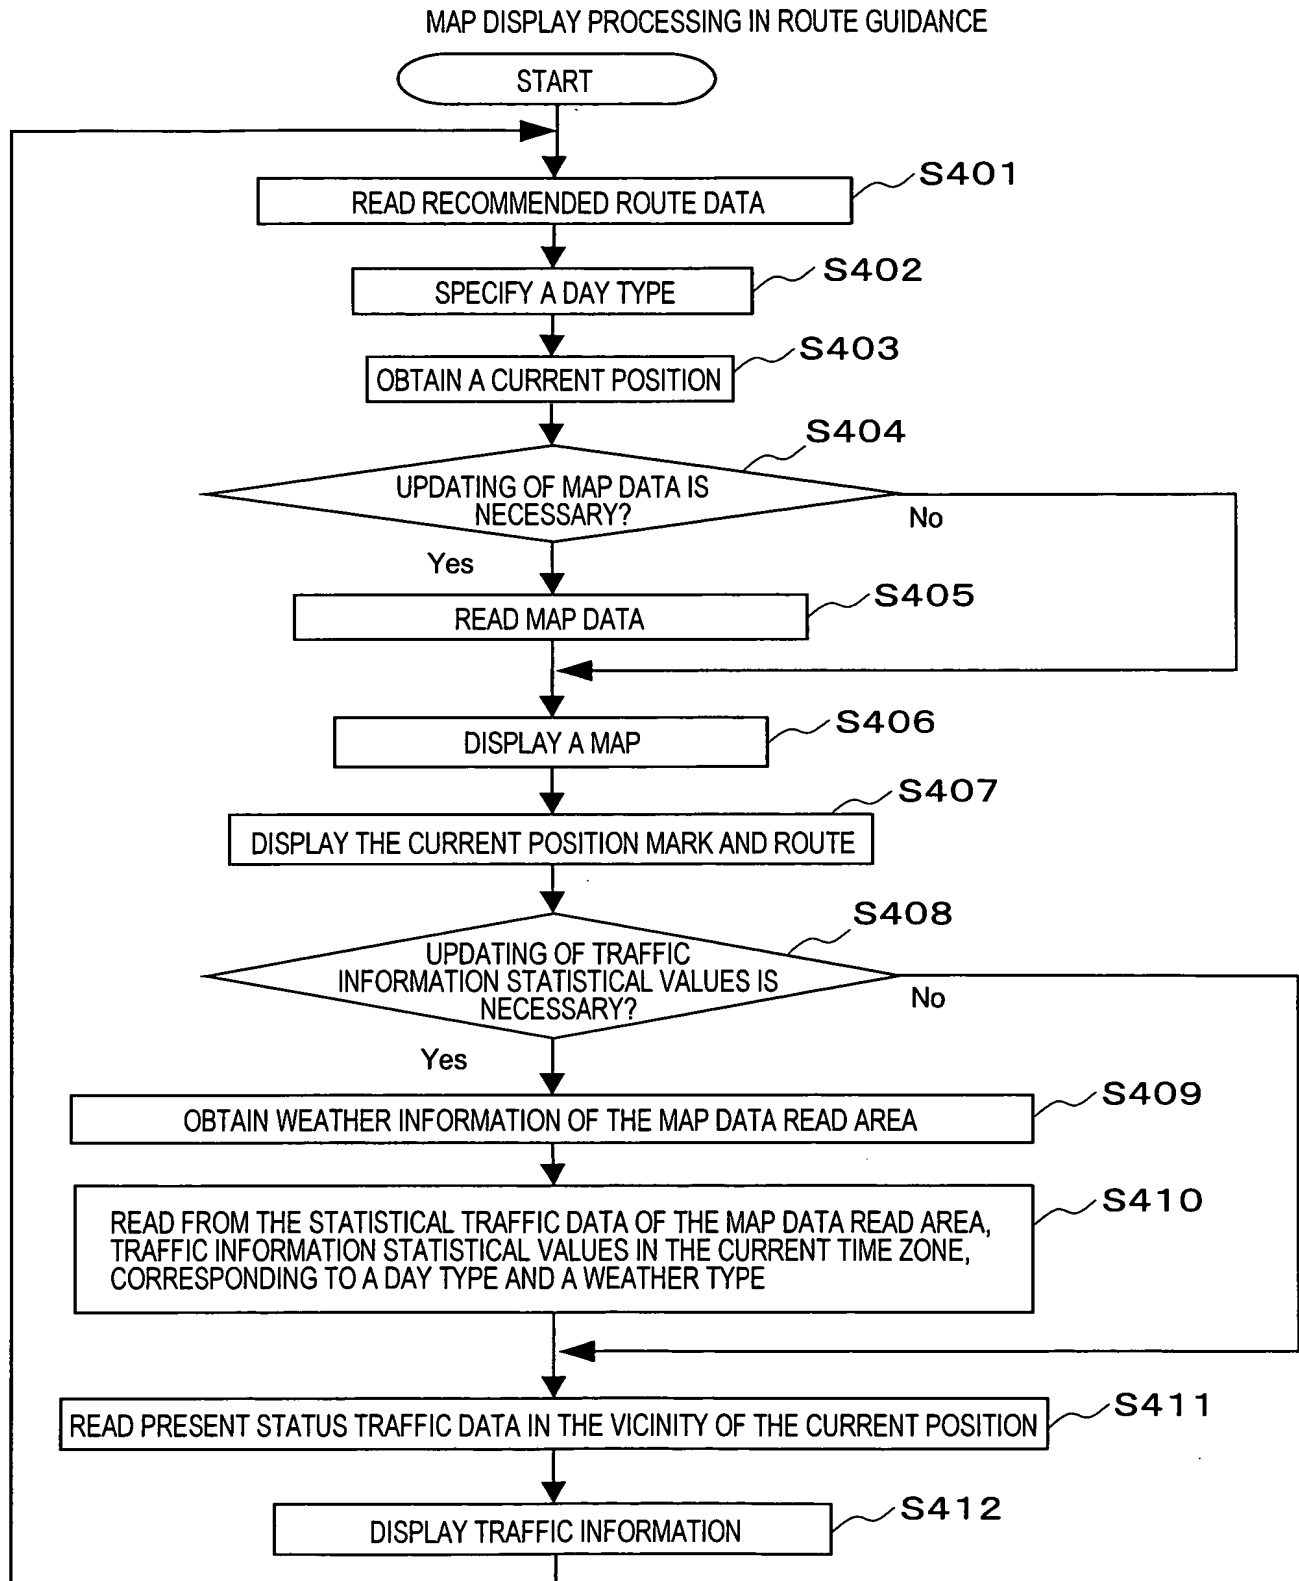 MAP DISPLAY PROCESSING IN ROUTE GUIDANCE
START
S401
READ RECOMMENDED ROUTE DATA
S402
SPECIFY A DAY TYPE
S403
OBTAIN A CURRENT POSITION
S404
UPDATING OF MAP DATA IS
NECESSARY?
No
Yes
S405
READ MAP DATA
S406
DISPLAY A MAP
S407
DISPLAY THE CURRENT POSITION MARK AND ROUTE
S408
UPDATING OF TRAFFIC
INFORMATION STATISTICAL VALUES IS
NECESSARY?
No
Yes
S409
OBTAIN WEATHER INFORMATION OF THE MAP DATA READ AREA
S410
READ FROM THE STATISTICAL TRAFFIC DATA OF THE MAP DATA READ AREA,
TRAFFIC INFORMATION STATISTICAL VALUES IN THE CURRENT TIME ZONE,
CORRESPONDING TO A DAY TYPE AND A WEATHER TYPE
S411
READ PRESENT STATUS TRAFFIC DATA IN THE VICINITY OF THE CURRENT POSITION
S412
DISPLAY TRAFFIC INFORMATION